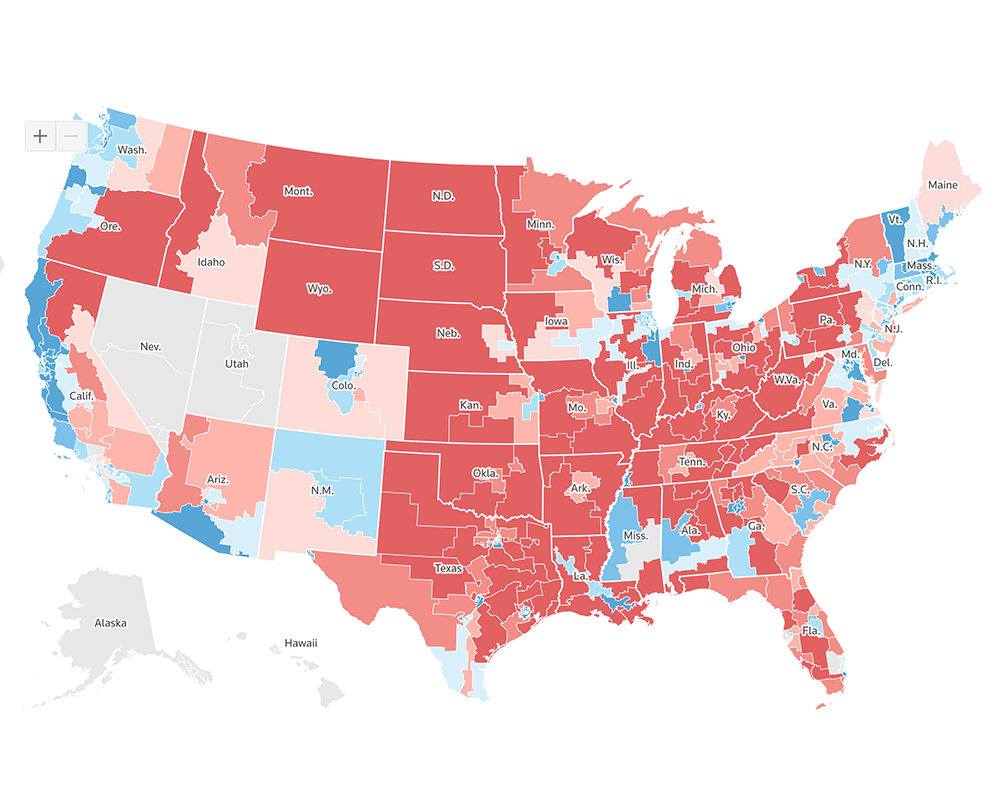 + −
Wash.
Mont.
N.D.
Minn.
Maine
Ore.
Idaho
S.D.
Wis.
Vt.
N.H.
N.Y.
Mass.
R.I.
Conn.
Wyo.
Mich.
Iowa
Neb.
Pa.
N.J.
Nev.
Utah
Colo.
Ill.
Ind.
Ohio
Md.
Del.
Calif.
Kan.
Mo.
W.Va.
Ky.
Va.
Ariz.
N.M.
Okla.
Ark.
Tenn.
N.C.
S.C.
Miss.
Ala.
Ga.
Texas
La.
Fla.
Alaska
Hawaii